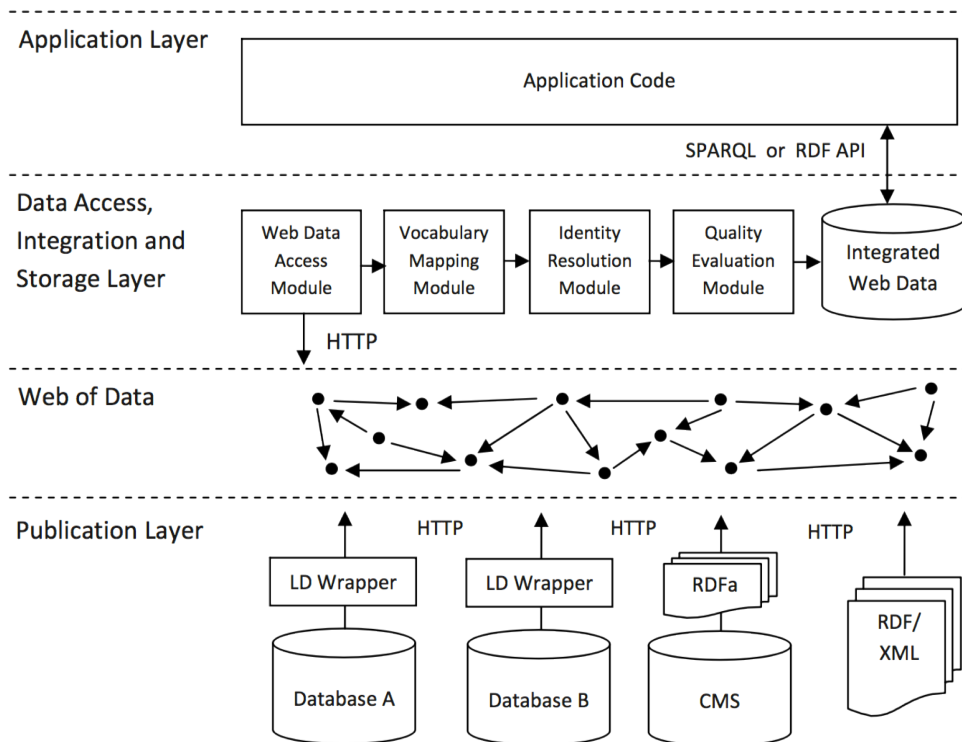 Application Layer
Application Code
SPARQL or RDF API
Data Access,
Integration and
Storage Layer
Web Data
Access
Module
Vocabulary
Mapping
Module
Identity
Resolution
Module
Quality
Evaluation
Module
Integrated
Web Data
HTTP
Web of Data
Publication Layer
HTTP
HTTP
HTTP
LD Wrapper
LD Wrapper
RDFa
RDF/
XML
Database A
Database B
CMS